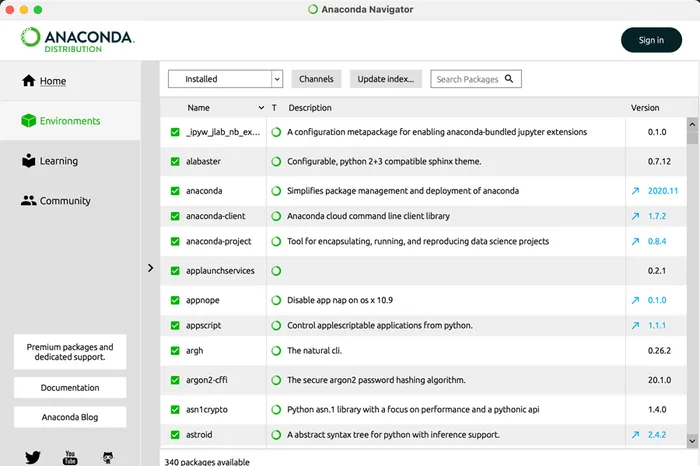 Anaconda Navigator
ANACONDA.
DISTRIBUTION
Sign in
Home
Environments
Learning
Community
Premium packages and
dedicated support.
Documentation
Anaconda Blog
You
Tube
Installed
Channels
Update index...
Search Packages
Name T Description Version
_ipyw_jlab_nb_ex... A configuration metapackage for enabling anaconda-bundled jupyter extensions 0.1.0
alabaster Configurable, python 2+3 compatible sphinx theme. 0.7.12
anaconda Simplifies package management and deployment of anaconda 2020.11
anaconda-client Anaconda cloud command line client library 1.7.2
anaconda-project Tool for encapsulating, running, and reproducing data science projects 0.8.4
applaunchservices 0.2.1
appnope Disable app nap on os x 10.9 0.1.0
appscript Control applescriptable applications from python. 1.1.1
argh The natural cli. 0.26.2
argon2-cffi The secure argon2 password hashing algorithm. 20.1.0
asn1crypto Python asn.1 library with a focus on performance and a pythonic api 1.4.0
astroid A abstract syntax tree for python with inference support. 2.4.2
340 packages available